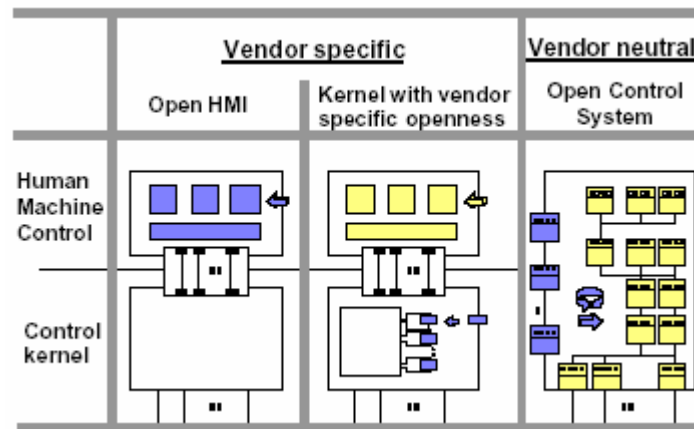 Vendor specific
Vendor neutral
Open HMI
Kernel with vendor
specific openness
Open Control
System
Human
Machine
Control
Control
kernel